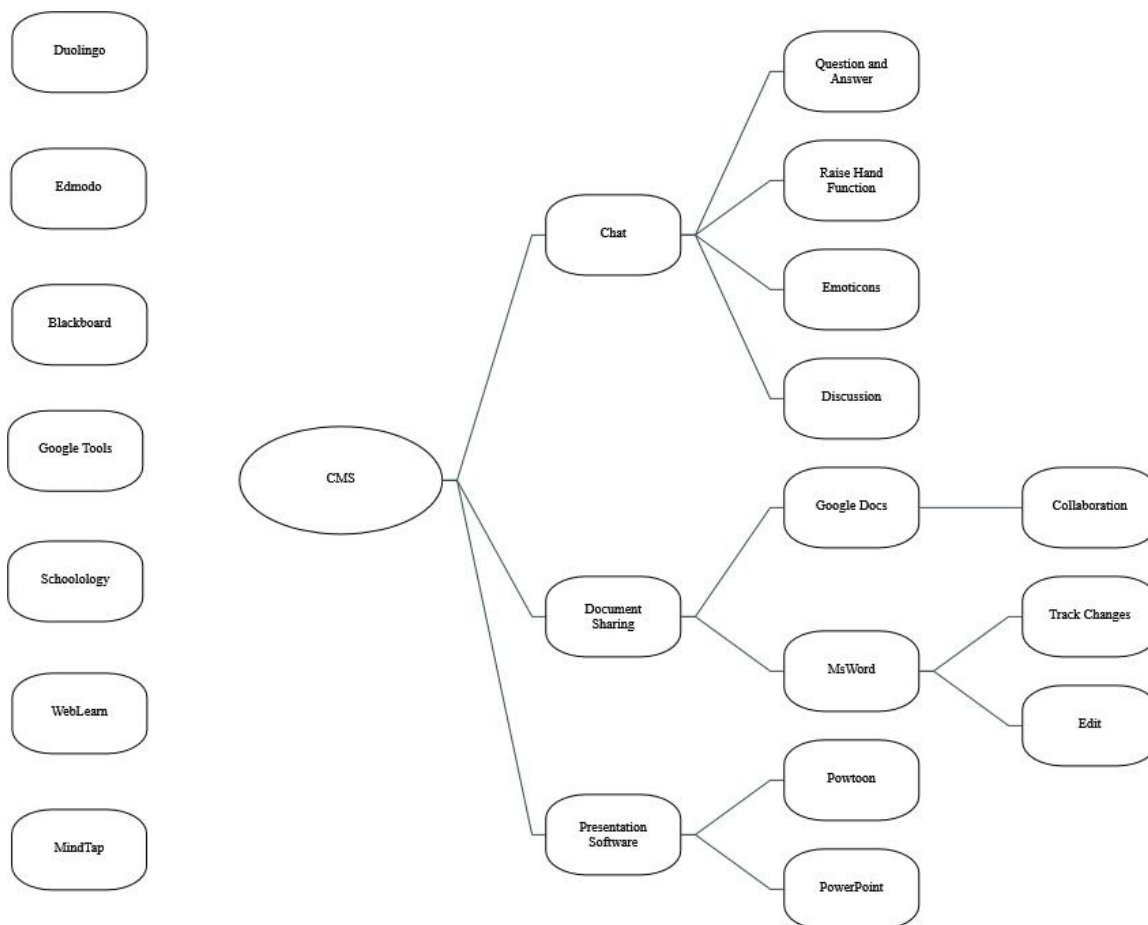 Duolingo
Edmodo
Blackboard
Google Tools
Schoolology
WebLearn
MindTap
CMS
Chat
Question and
Answer
Raise Hand
Function
Emoticons
Discussion
Document
Sharing
Google Docs
Collaboration
MsWord
Track Changes
Edit
Presentation
Software
Powtoon
PowerPoint